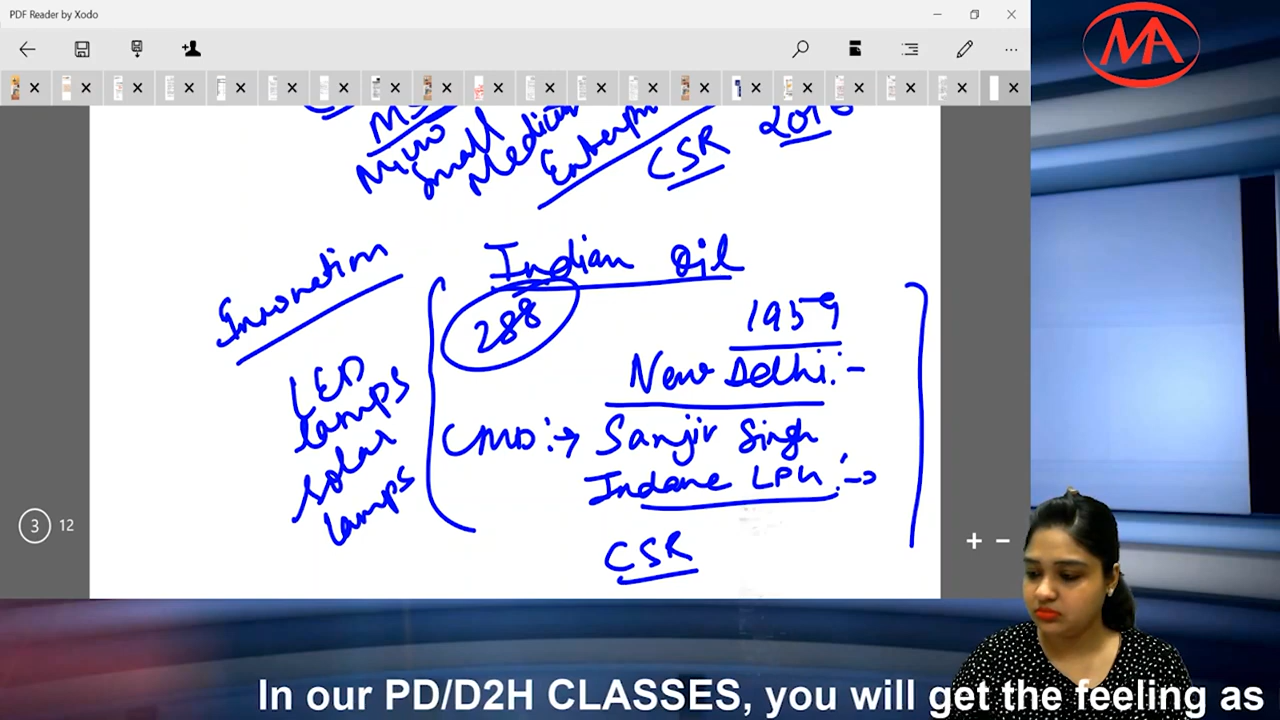 PDF Reader by Xodo
MA
Micro
Small
Medium
CSR
Innovation
Indian Oil
288
1959
New Delhi:-
LED
lamps
solar
lamps
CMD:→ Sanjiv Singh
Indane LPG:→
CSR
3 12
In our PD/D2H CLASSES, you will get the feeling as